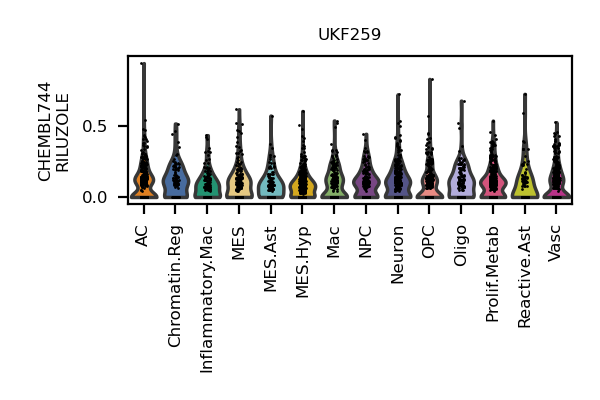 UKF259
CHEMBL744
RILUZOLE
0.5
0.0
AC
Chromatin.Reg
Inflammatory.Mac
MES
MES.Ast
MES.Hyp
Mac
NPC
Neuron
OPC
Oligo
Prolif.Metab
Reactive.Ast
Vasc